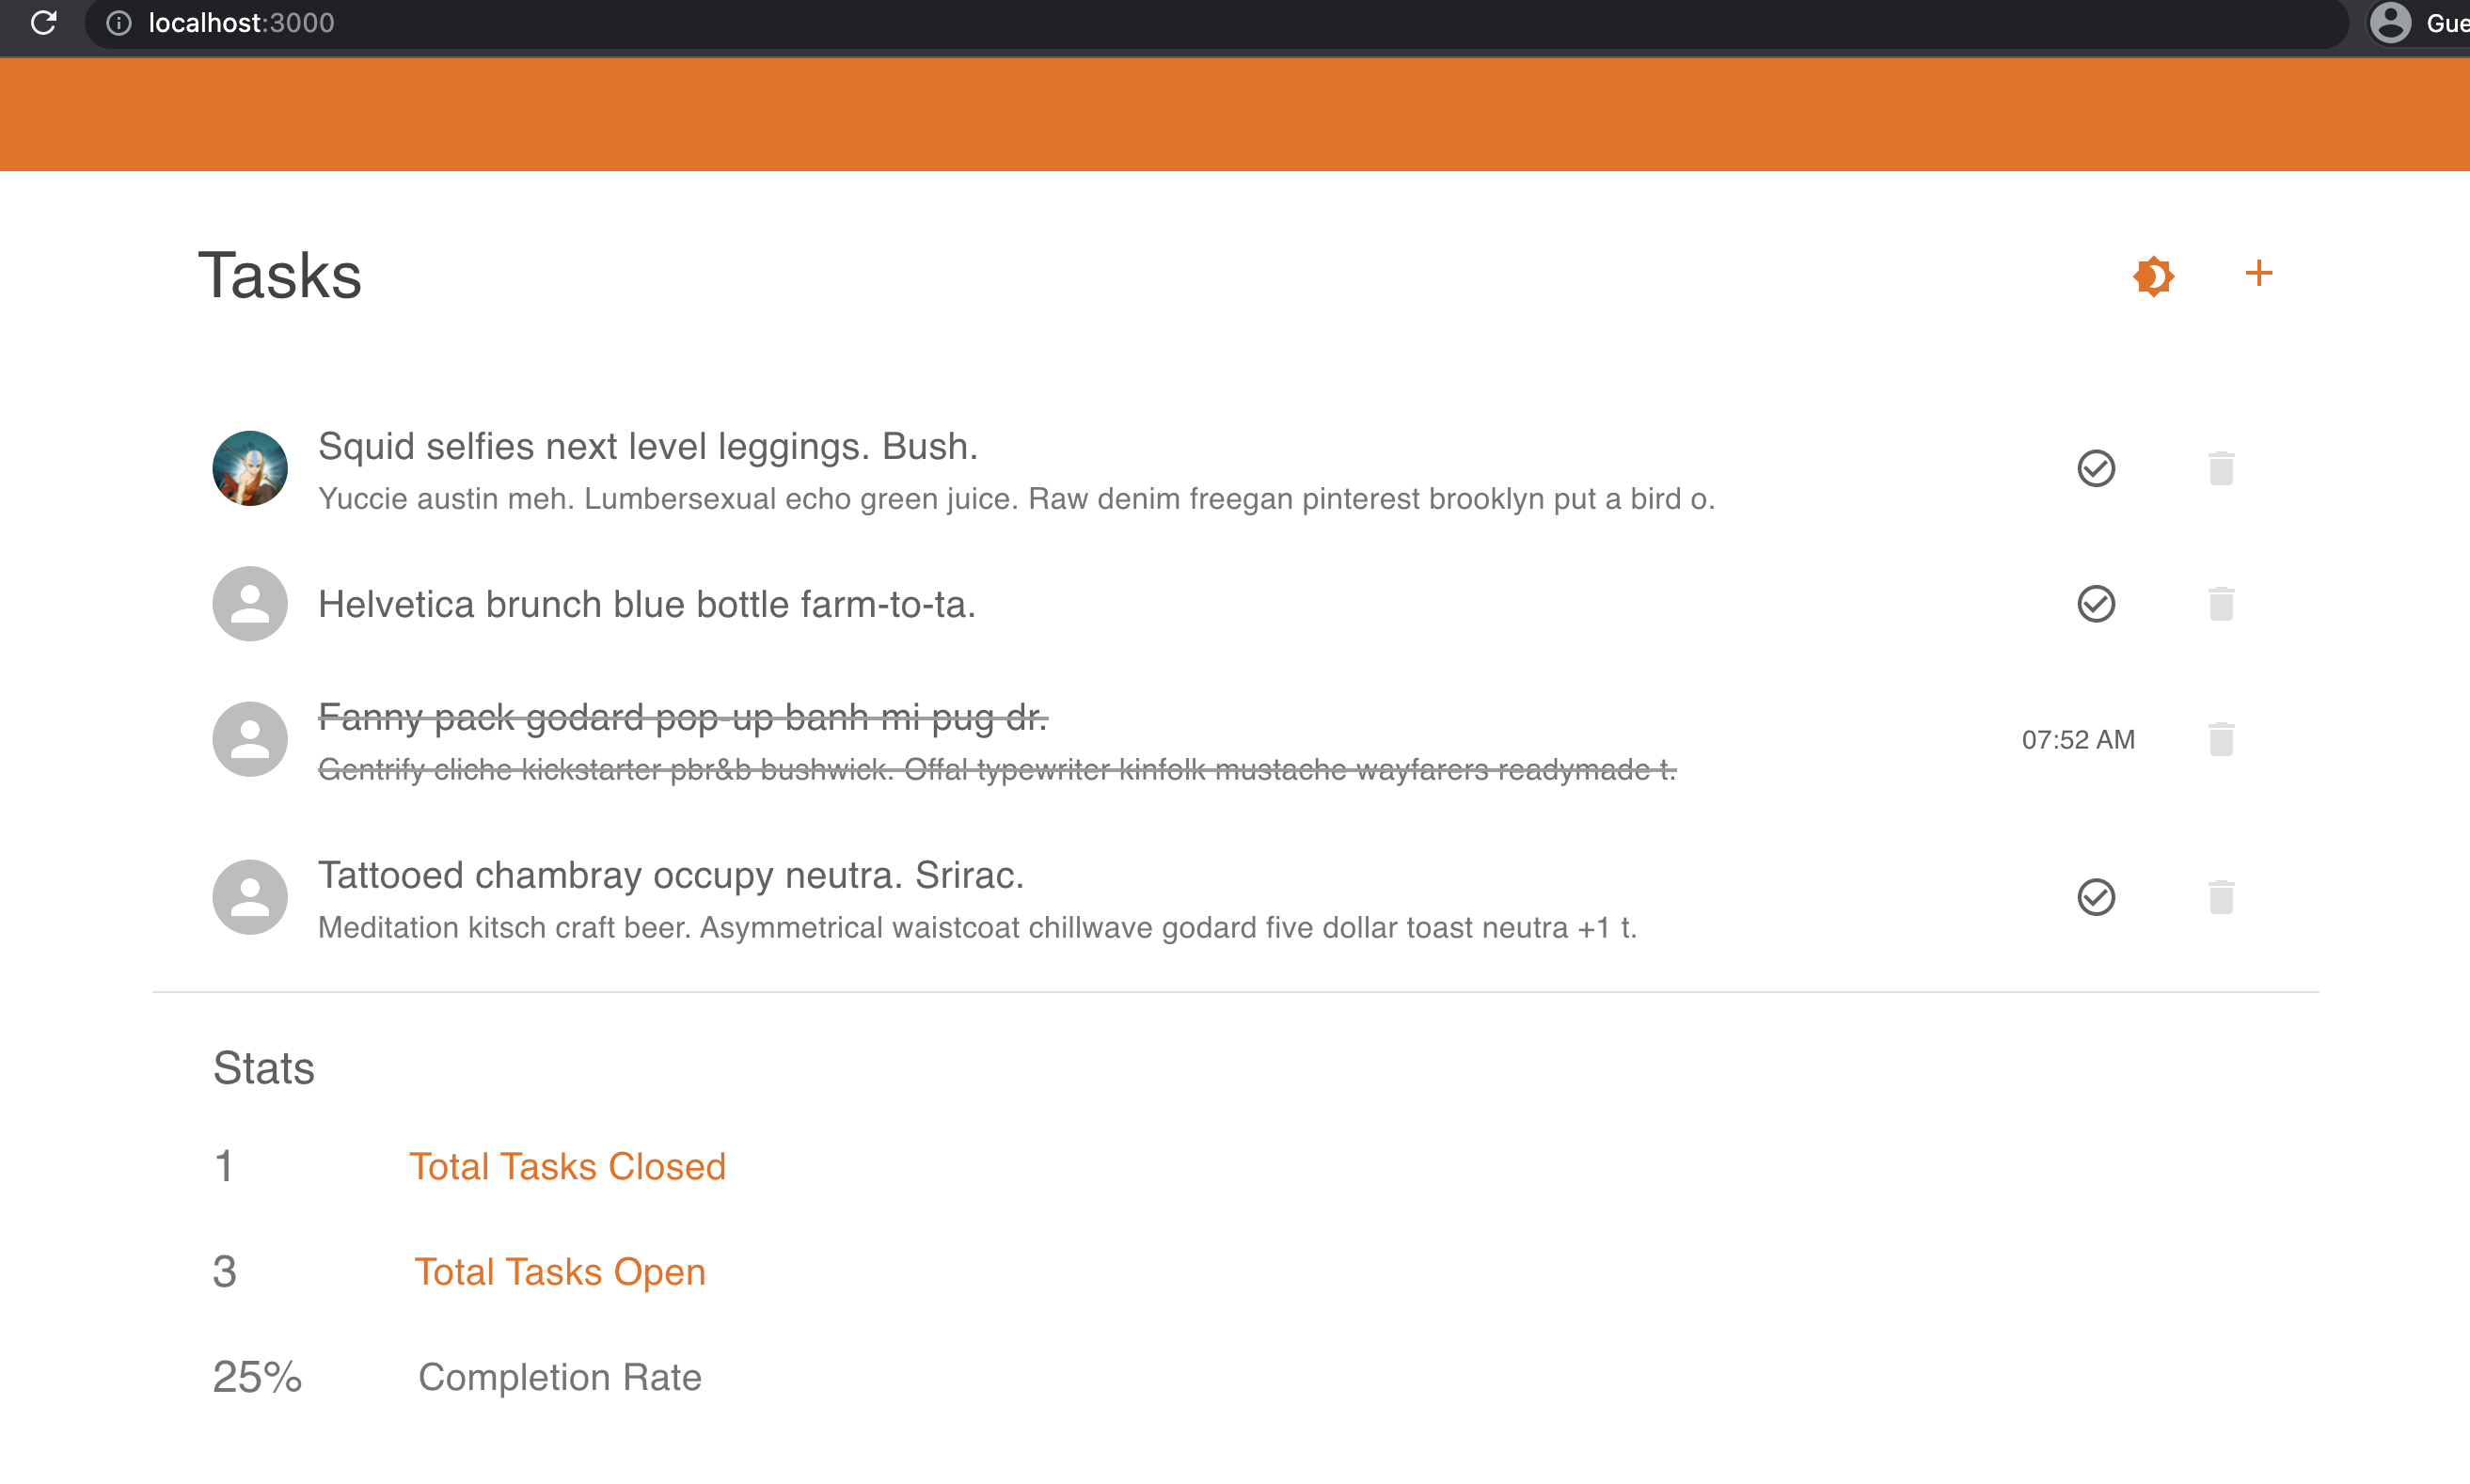 localhost:3000
Gue
Tasks
Squid selfies next level leggings. Bush.
Yuccie austin meh. Lumbersexual echo green juice. Raw denim freegan pinterest brooklyn put a bird o.
Helvetica brunch blue bottle farm-to-ta.
Fanny pack godard pop-up banh mi pug dr.
Gentrify cliche kickstarter pbr&b bushwick. Offal typewriter kinfolk mustache wayfarers readymade t.
07:52 AM
Tattooed chambray occupy neutra. Srirac.
Meditation kitsch craft beer. Asymmetrical waistcoat chillwave godard five dollar toast neutra +1 t.
Stats
1 Total Tasks Closed
3 Total Tasks Open
25% Completion Rate